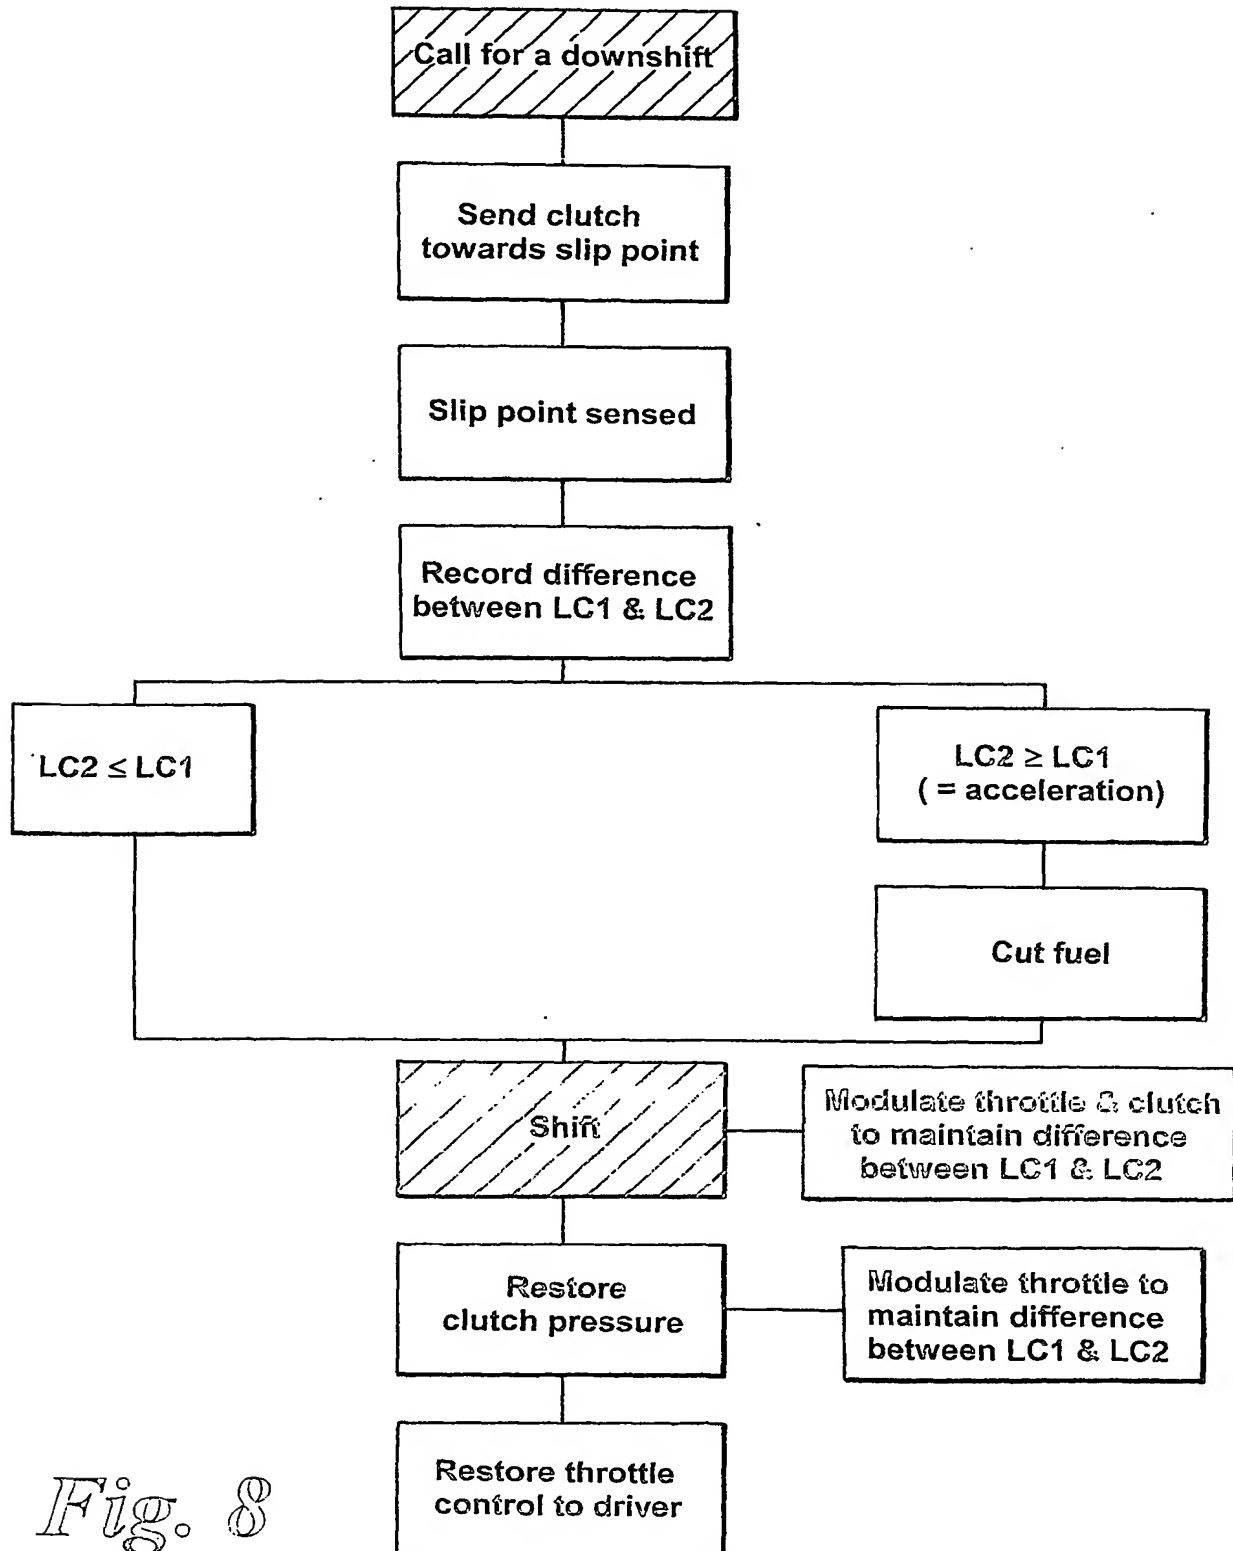 Call for a downshift
Send clutch
towards slip point
Slip point sensed
Record difference
between LC1 & LC2
LC2 ≤ LC1
LC2 ≥ LC1
( = acceleration)
Cut fuel
Shift
Modulate throttle & clutch
to maintain difference
between LC1 & LC2
Restore
clutch pressure
Modulate throttle to
maintain difference
between LC1 & LC2
Restore throttle
control to driver
Fig. 8